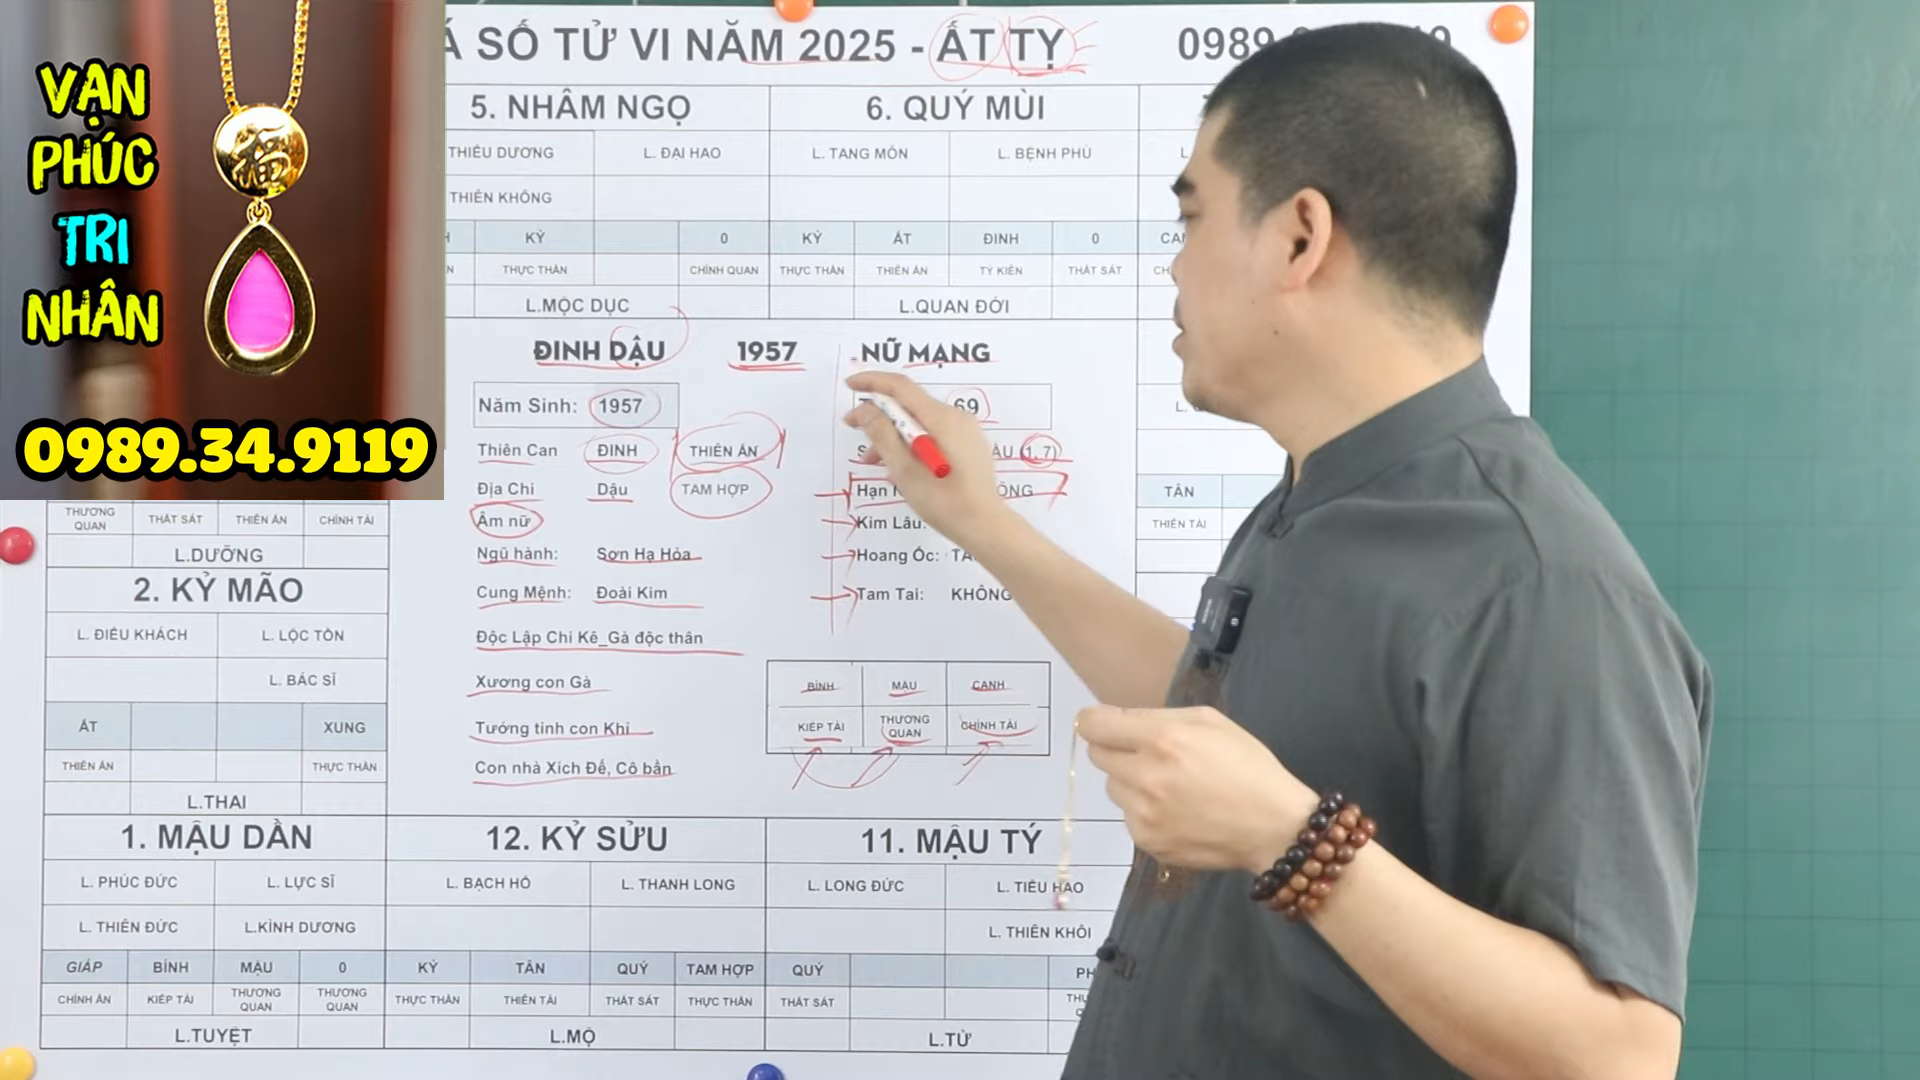 VẠN
PHÚC
TRI
NHÂN
0989.34.9119
Á SỐ TỬ VI NĂM 2025 - ẤT TỴ
5. NHÂM NGỌ
6. QUÝ MÙI
THIẾU DƯƠNG
L. ĐẠI HAO
L. TANG MÔN
L. BỆNH PHÙ
THIÊN KHÔNG
KỶ
0
KỶ
ẤT
ĐINH
0
THỰC THẦN
CHÍNH QUAN
THỰC THẦN
THIÊN ẤN
TỶ KIÊN
THẤT SÁT
L.MỘC DỤC
L.QUAN ĐỚI
ĐINH DẬU
1957
NỮ MẠNG
Năm Sinh: 1957
69
Thiên Can
ĐINH
THIÊN ẤN
ẬU (1, 7)
Địa Chi
Dậu
TAM HỢP
Hạn
ÔNG
Âm nữ
Kim Lâu:
Ngũ hành:
Sơn Hạ Hỏa
Hoang Ốc:
Cung Mệnh:
Đoài Kim
Tam Tai:
KHÔNG
Độc Lập Chi Kê_Gà độc thân
Xương con Gà
Tướng tinh con Khỉ
Con nhà Xích Đế, Cô bần
BÍNH
MẬU
CANH
KIẾP TÀI
THƯƠNG QUAN
CHÍNH TÀI
TÂN
THIÊN TÀI
THƯƠNG QUAN
THẤT SÁT
THIÊN ẤN
CHÍNH TÀI
L.DƯỠNG
2. KỶ MÃO
L. ĐIẾU KHÁCH
L. LỘC TỒN
L. BÁC SĨ
ẤT
XUNG
THIÊN ẤN
THỰC THẦN
L.THAI
1. MẬU DẦN
12. KỶ SỬU
11. MẬU TÝ
L. PHÚC ĐỨC
L. LỰC SĨ
L. BẠCH HỔ
L. THANH LONG
L. LONG ĐỨC
L. TIỂU HAO
L. THIÊN ĐỨC
L.KÌNH DƯƠNG
L. THIÊN KHÔI
GIÁP
BÍNH
MẬU
0
KỶ
TÂN
QUÝ
TAM HỢP
QUÝ
CHÍNH ẤN
KIẾP TÀI
THƯƠNG QUAN
THƯƠNG QUAN
THỰC THẦN
THIÊN TÀI
THẤT SÁT
THỰC THẦN
THẤT SÁT
L.TUYỆT
L.MỘ
L.TỬ